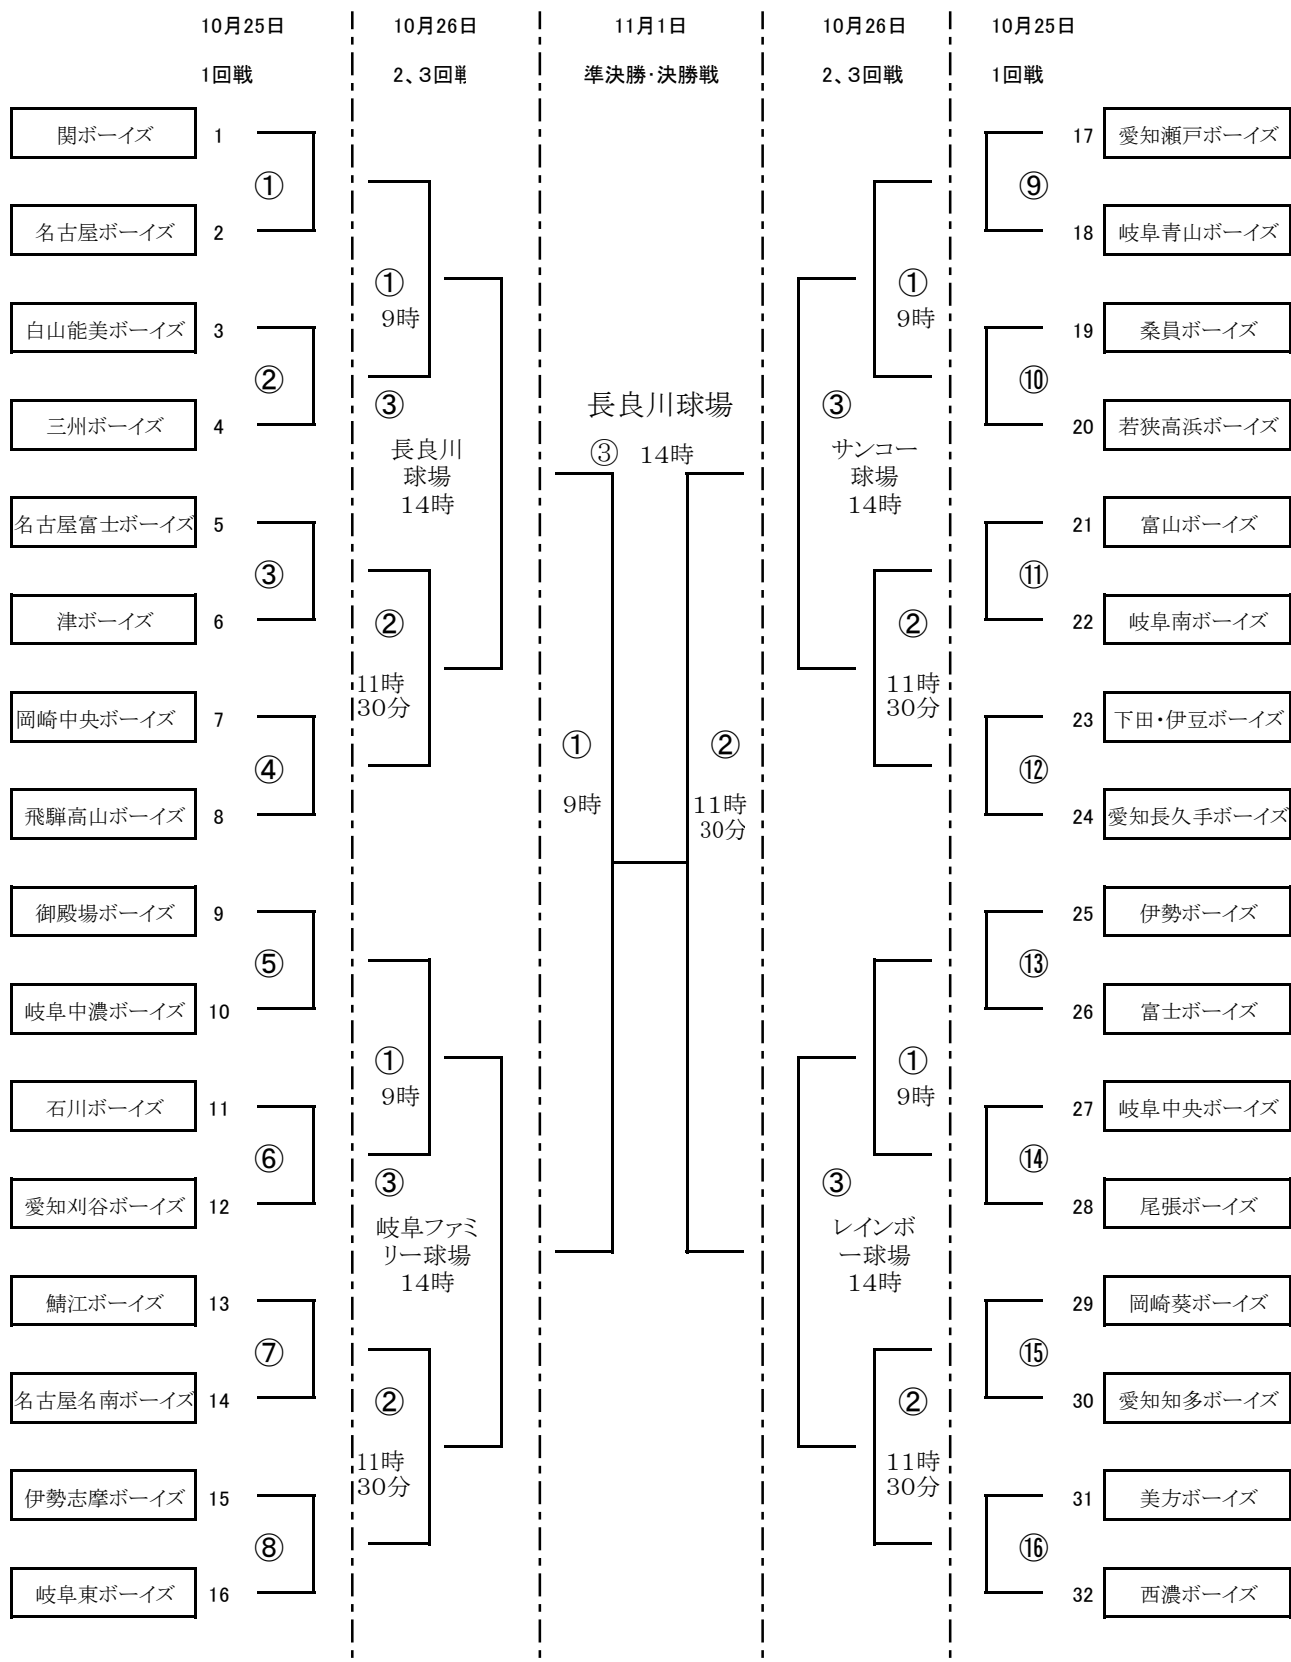 10月25日 10月26日 11月1日 10月26日 10月25日
1回戦 2、3回戦 準決勝・決勝戦 2、3回戦 1回戦
関ボーイズ 1 17 愛知瀬戸ボーイズ
① ⑨
名古屋ボーイズ 2 18 岐阜青山ボーイズ
① ①
9時 9時
白山能美ボーイズ 3 19 桑員ボーイズ
② ⑩
③ 長良川球場 ③
三州ボーイズ 4 20 若狭高浜ボーイズ
長良川 ③ 14時 サンコー
球場 球場
14時 14時
名古屋富士ボーイズ 5 21 富山ボーイズ
③ ⑪
津ボーイズ 6 22 岐阜南ボーイズ
② ②
11時 11時
30分 30分
岡崎中央ボーイズ 7 23 下田・伊豆ボーイズ
① ②
④ ⑫
9時 11時
飛騨高山ボーイズ 8 24 愛知長久手ボーイズ
30分
御殿場ボーイズ 9 25 伊勢ボーイズ
⑤ ⑬
岐阜中濃ボーイズ 10 26 富士ボーイズ
① ①
9時 9時
石川ボーイズ 11 27 岐阜中央ボーイズ
⑥ ⑭
③ ③
愛知刈谷ボーイズ 12 28 尾張ボーイズ
岐阜ファミ レインボ
リー球場 ー球場
14時 14時
鯖江ボーイズ 13 29 岡崎葵ボーイズ
⑦ ⑮
名古屋名南ボーイズ 14 30 愛知知多ボーイズ
② ②
11時 11時
30分 30分
伊勢志摩ボーイズ 15 31 美方ボーイズ
⑧ ⑯
岐阜東ボーイズ 16 32 西濃ボーイズ